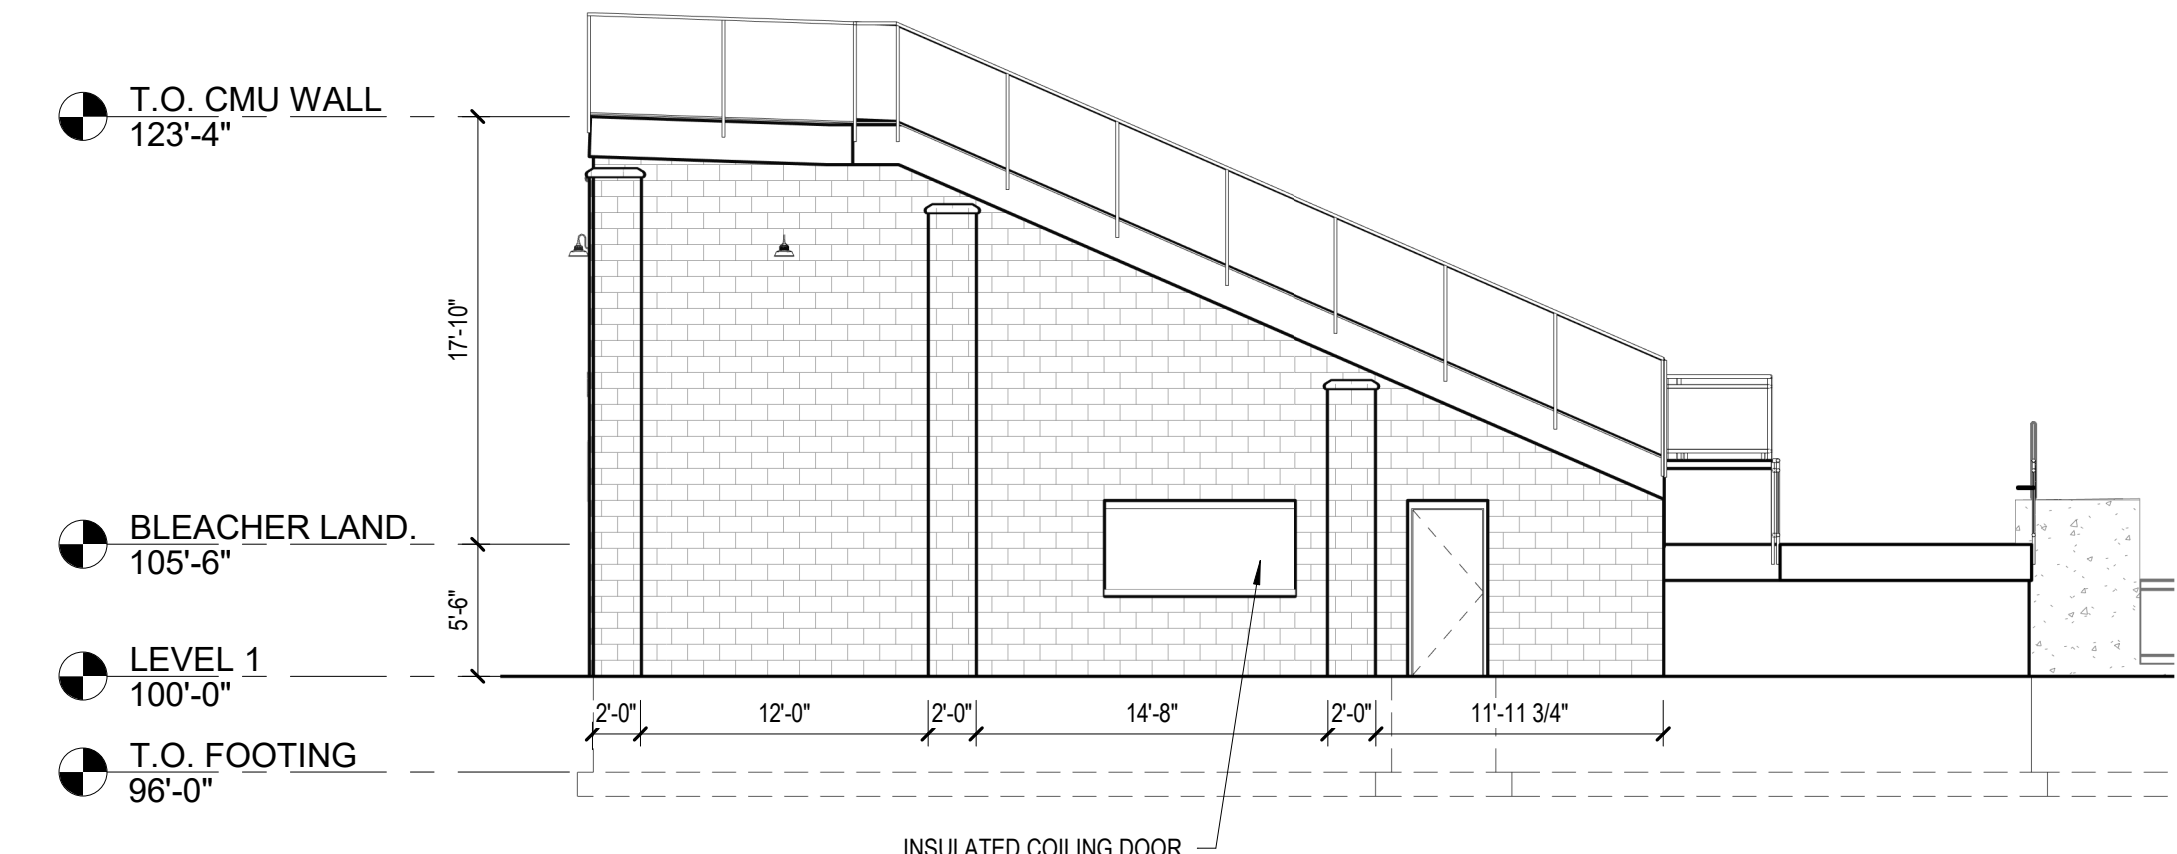 T.O. CMU WALL
123'-4"
17'-10"
BLEACHER LAND.
105'-6"
5'-6"
LEVEL 1
100'-0"
2'-0" 12'-0" 2'-0" 14'-8" 2'-0" 11'-11 3/4"
T.O. FOOTING
96'-0"
INSULATED COILING DOOR